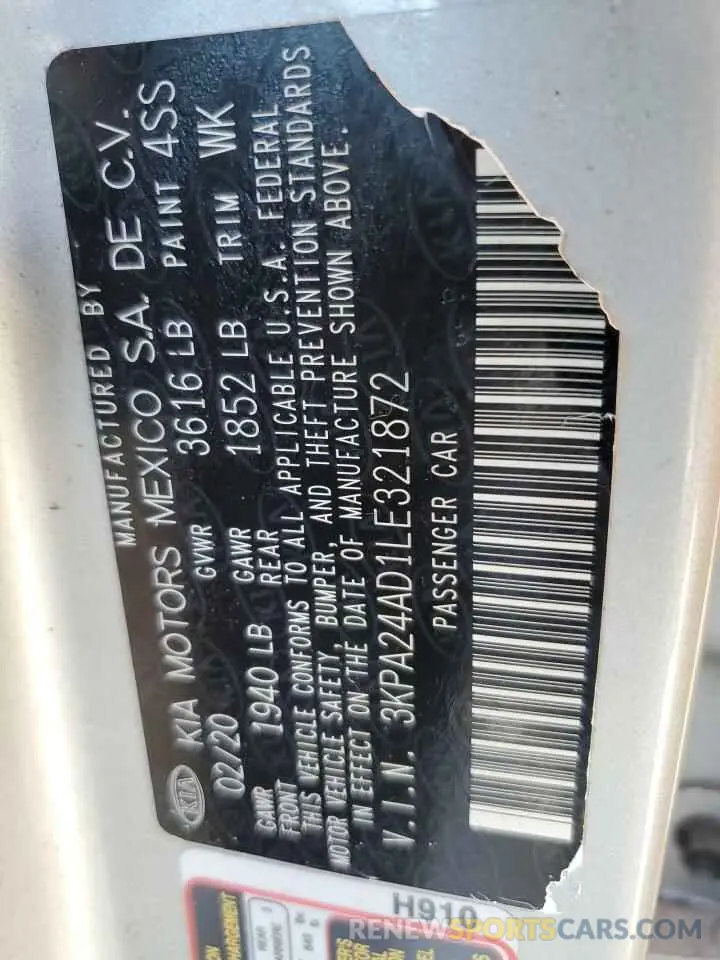 MANUFACTURED BY
KIA KIA MOTORS MEXICO S.A. DE C.V.
02/20 GVWR 3616 LB PAINT 4SS
GAWR FRONT 1940 LB GAWR REAR 1852 LB TRIM WK
THIS VEHICLE CONFORMS TO ALL APPLICABLE U.S.A. FEDERAL
MOTOR VEHICLE SAFETY, BUMPER, AND THEFT PREVENTION STANDARDS
IN EFFECT ON THE DATE OF MANUFACTURE SHOWN ABOVE.
V.I.N. 3KPA24AD1LE321872
PASSENGER CAR
H910
REAR
RENEWSPORTSCARS.COM